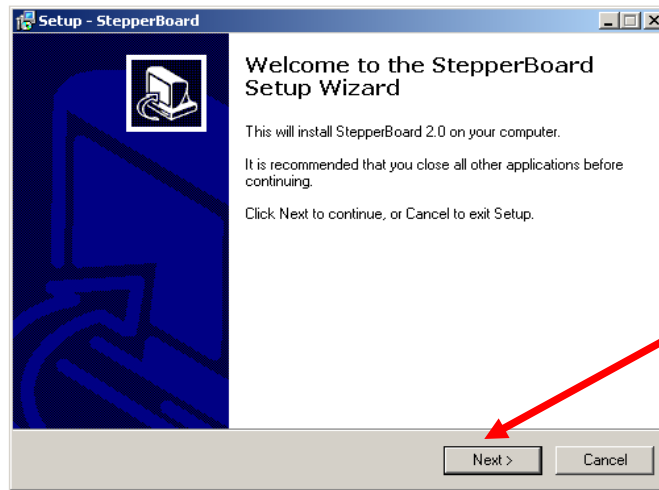 Setup - StepperBoard
Welcome to the StepperBoard
Setup Wizard
This will install StepperBoard 2.0 on your computer.
It is recommended that you close all other applications before
continuing.
Click Next to continue, or Cancel to exit Setup.
Next >
Cancel